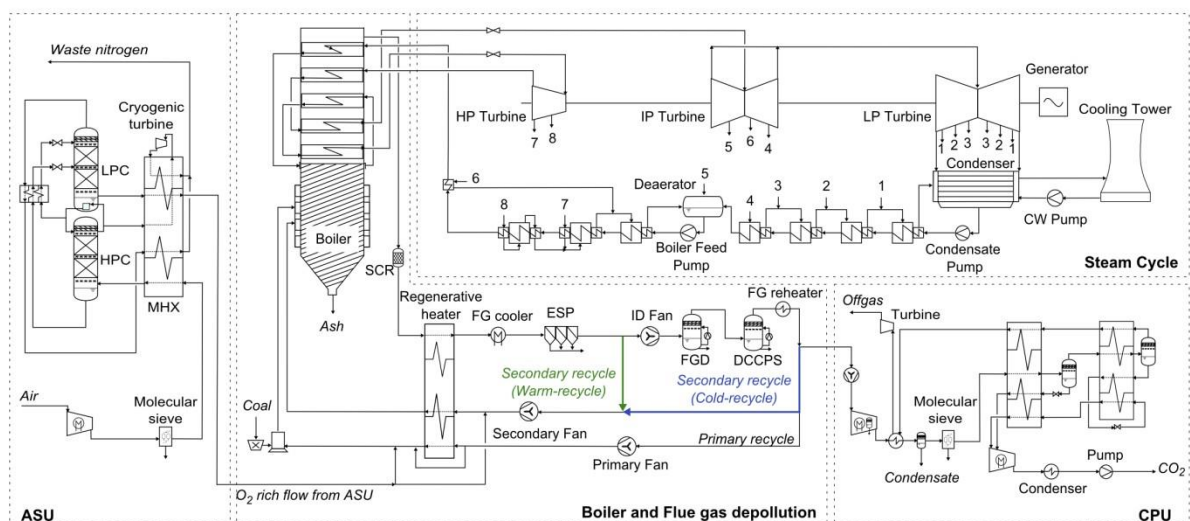 Waste nitrogen
Cryogenic
turbine
LPC
HPC
MHX
Air
Molecular
sieve
ASU
Boiler
Ash
SCR
Regenerative
heater
FG cooler
ESP
ID Fan
FGD
DCCPS
FG reheater
Secondary recycle
(Warm-recycle)
Secondary recycle
(Cold-recycle)
Coal
Secondary Fan
Primary recycle
Primary Fan
O2 rich flow from ASU
Boiler and Flue gas depollution
HP Turbine
7
8
IP Turbine
5
6
4
LP Turbine
1
2
3
3
2
1
Generator
Cooling Tower
Condenser
CW Pump
6
8
7
Deaerator
5
Boiler Feed
Pump
4
3
2
1
Condensate
Pump
Steam Cycle
Offgas
Turbine
Molecular
sieve
Condensate
Condenser
Pump
CO2
CPU